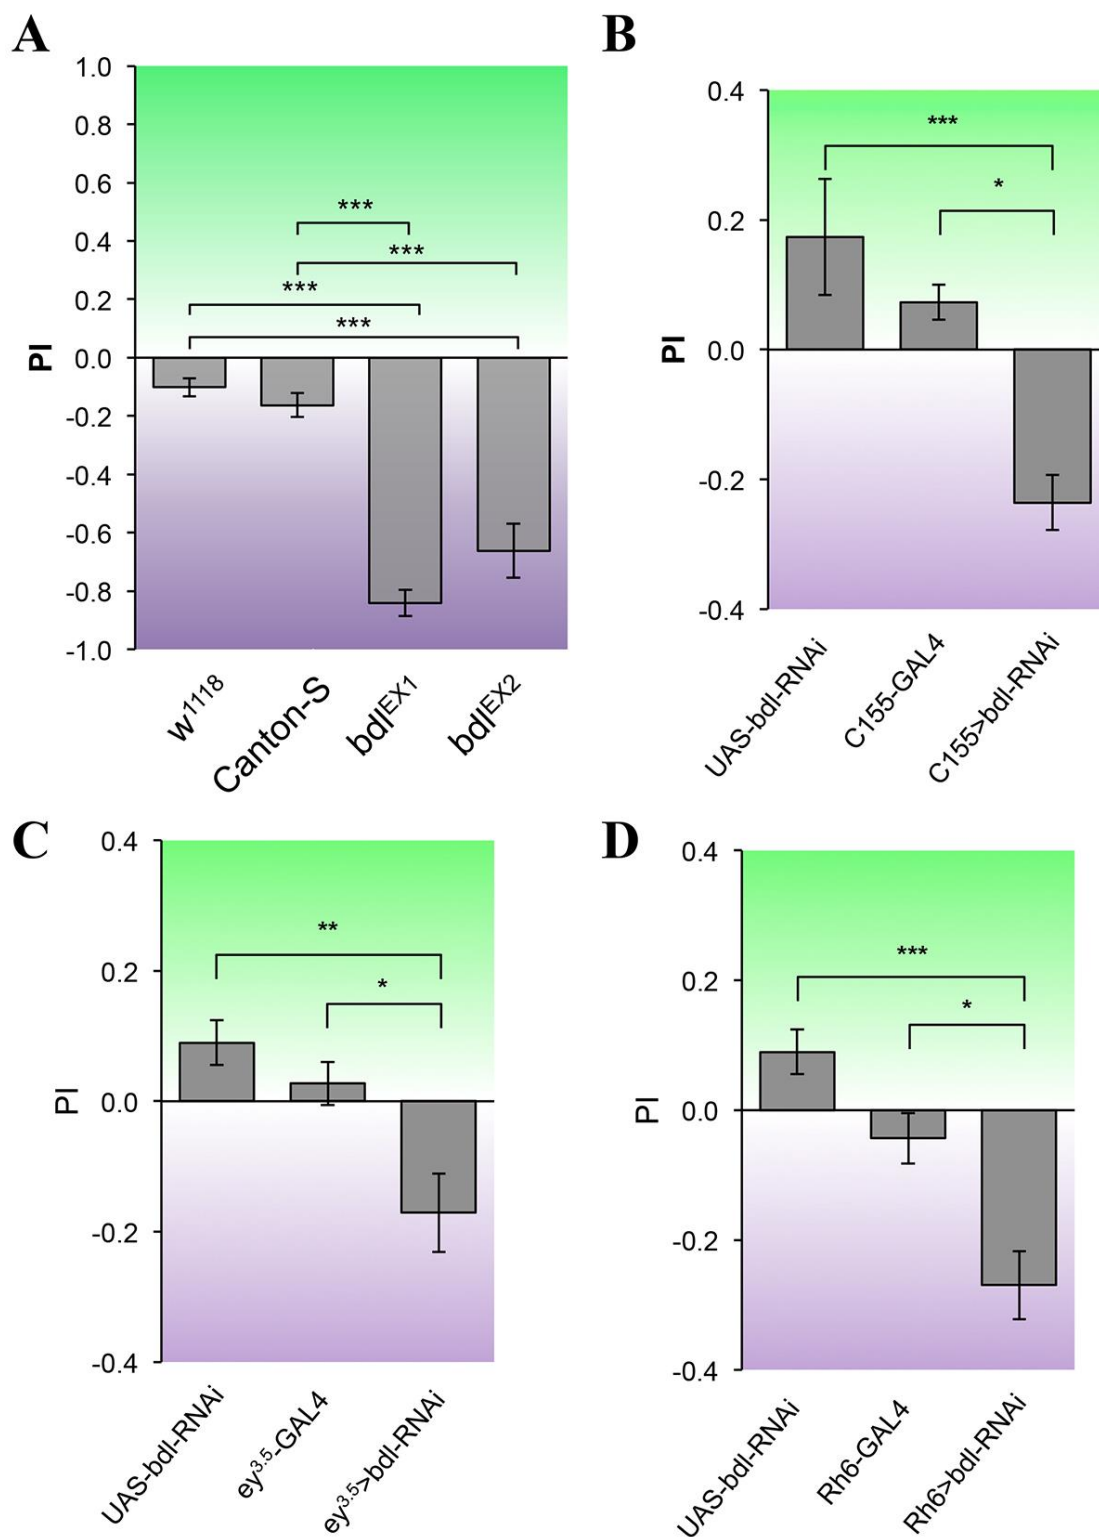 A
1.0
0.8
0.6
0.4
0.2
0.0
-0.2
-0.4
-0.6
-0.8
-1.0
PI
***
***
***
***
w1118
Canton-S
bdlEX1
bdlEX2
B
0.4
0.2
0.0
-0.2
-0.4
PI
***
*
UAS-bdl-RNAi
C155-GAL4
C155>bdl-RNAi
C
0.4
0.2
0.0
-0.2
-0.4
PI
**
*
UAS-bdl-RNAi
ey3.5-GAL4
ey3.5>bdl-RNAi
D
0.4
0.2
0.0
-0.2
-0.4
PI
***
*
UAS-bdl-RNAi
Rh6-GAL4
Rh6>bdl-RNAi